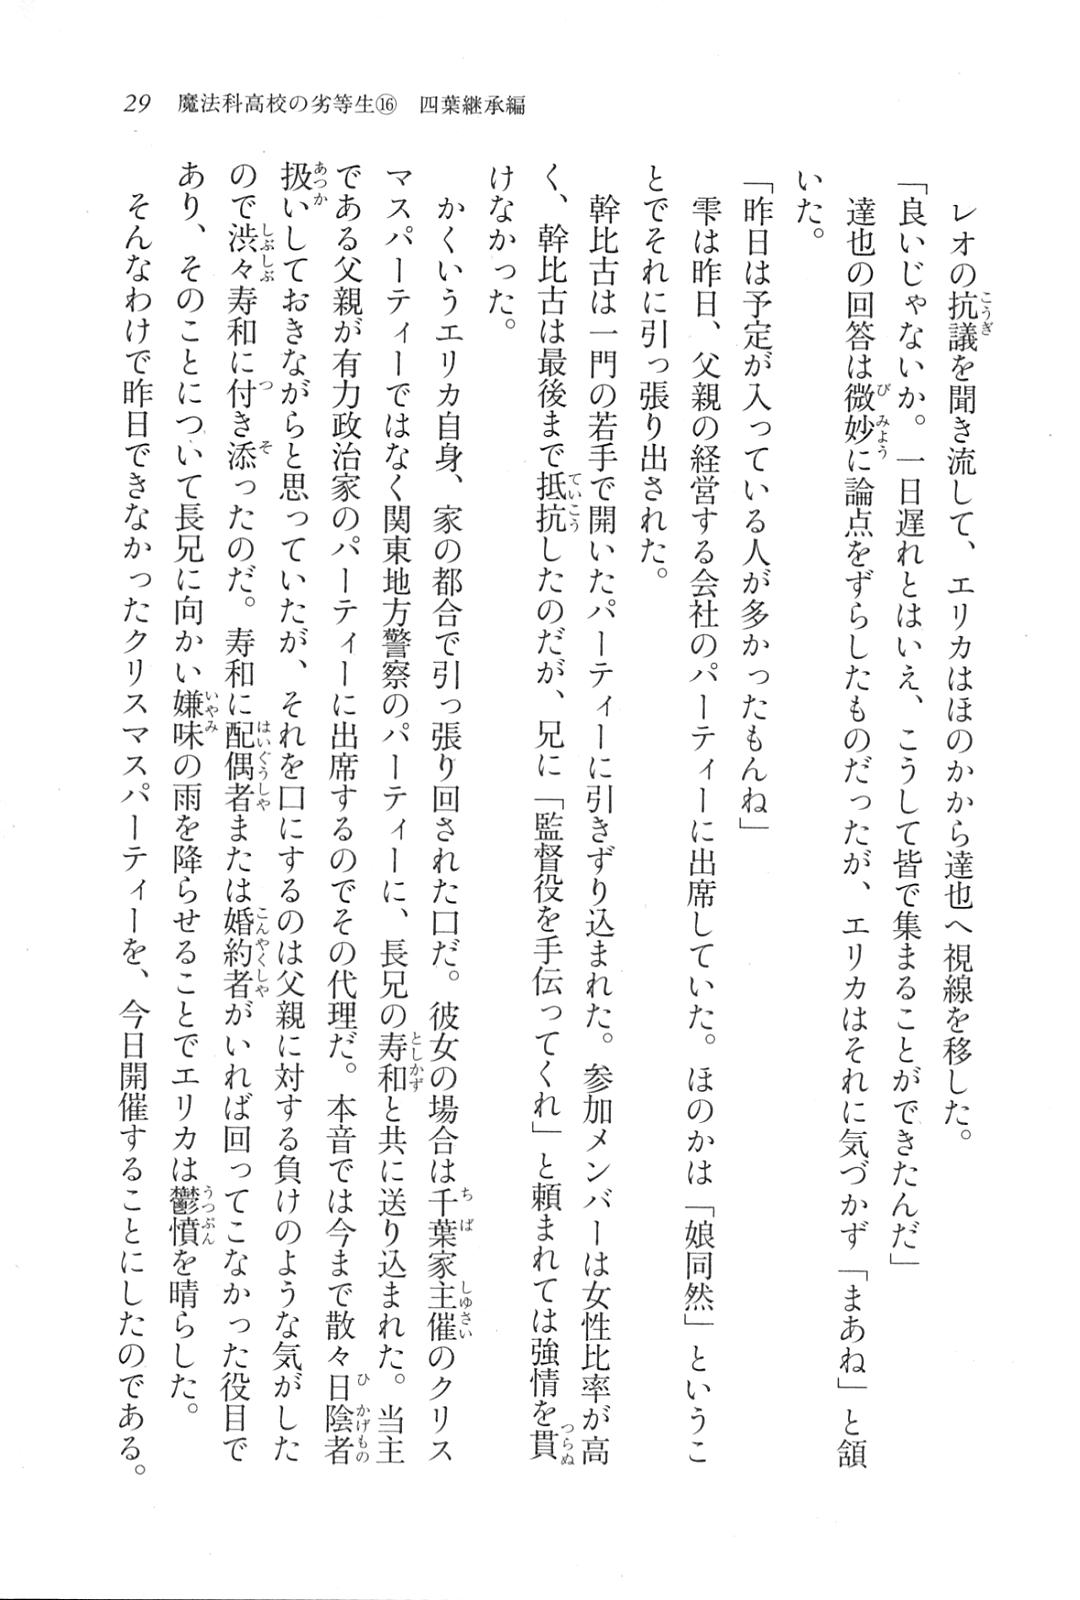 29　魔法科高校の劣等生⑯　四葉継承編
　レオの抗議を聞き流して、エリカはほのかから達也へ視線を移した。
「良いじゃないか。一日遅れとはいえ、こうして皆で集まることができたんだ」
　達也の回答は微妙に論点をずらしたものだったが、エリカはそれに気づかず「まあね」と頷
いた。
「昨日は予定が入っている人が多かったもんね」
　雫は昨日、父親の経営する会社のパーティーに出席していた。ほのかは「娘同然」というこ
とでそれに引っ張り出された。
　幹比古は一門の若手で開いたパーティーに引きずり込まれた。参加メンバーは女性比率が高
く、幹比古は最後まで抵抗したのだが、兄に「監督役を手伝ってくれ」と頼まれては強情を貫
けなかった。
　かくいうエリカ自身、家の都合で引っ張り回された口だ。彼女の場合は千葉家主催のクリス
マスパーティーではなく関東地方警察のパーティーに、長兄の寿和と共に送り込まれた。当主
である父親が有力政治家のパーティーに出席するのでその代理だ。本音では今まで散々日陰者
扱いしておきながらと思っていたが、それを口にするのは父親に対する負けのような気がした
ので渋々寿和に付き添ったのだ。寿和に配偶者または婚約者がいれば回ってこなかった役目で
あり、そのことについて長兄に向かい嫌味の雨を降らせることでエリカは鬱憤を晴らした。
　そんなわけで昨日できなかったクリスマスパーティーを、今日開催することにしたのである。